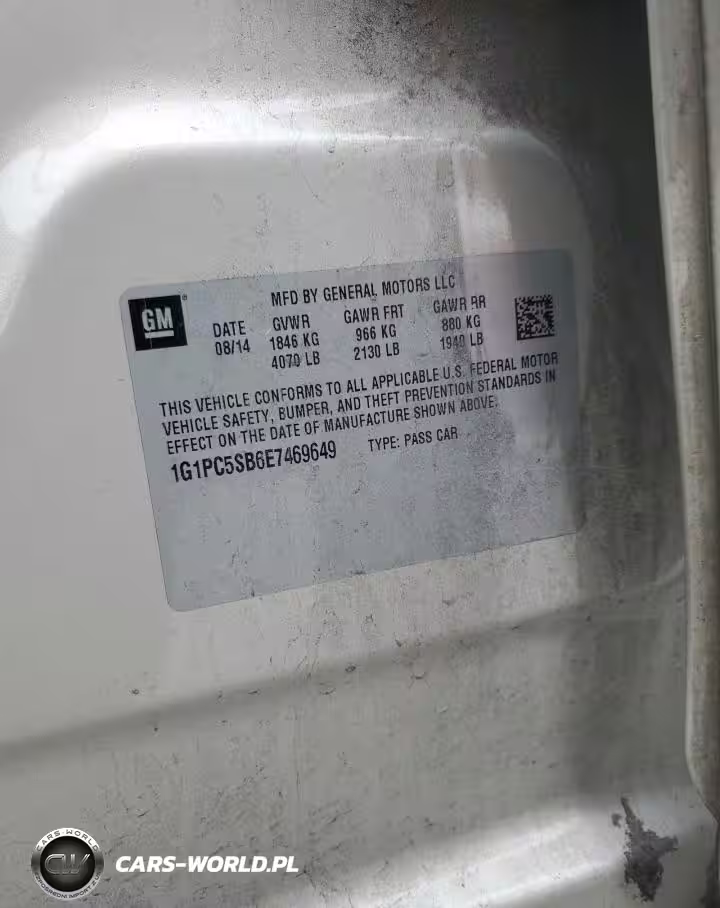 GM
®
MFD BY GENERAL MOTORS LLC
DATE GVWR GAWR FRT GAWR RR
08/14 1846 KG 966 KG 880 KG
4070 LB 2130 LB 1940 LB
THIS VEHICLE CONFORMS TO ALL APPLICABLE U.S. FEDERAL MOTOR
VEHICLE SAFETY, BUMPER, AND THEFT PREVENTION STANDARDS IN
EFFECT ON THE DATE OF MANUFACTURE SHOWN ABOVE.
1G1PC5SB6E7469649 TYPE: PASS CAR
CARS-WORLD
CW
CARS-WORLD.PL